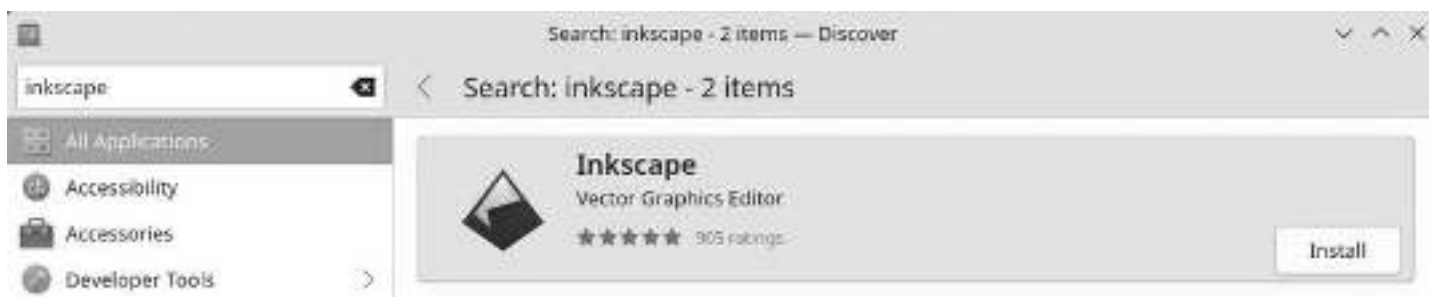 Search: inkscape - 2 items — Discover
inkscape
Search: inkscape - 2 items
All Applications
Accessibility
Accessories
Developer Tools
Inkscape
Vector Graphics Editor
905 ratings
Install